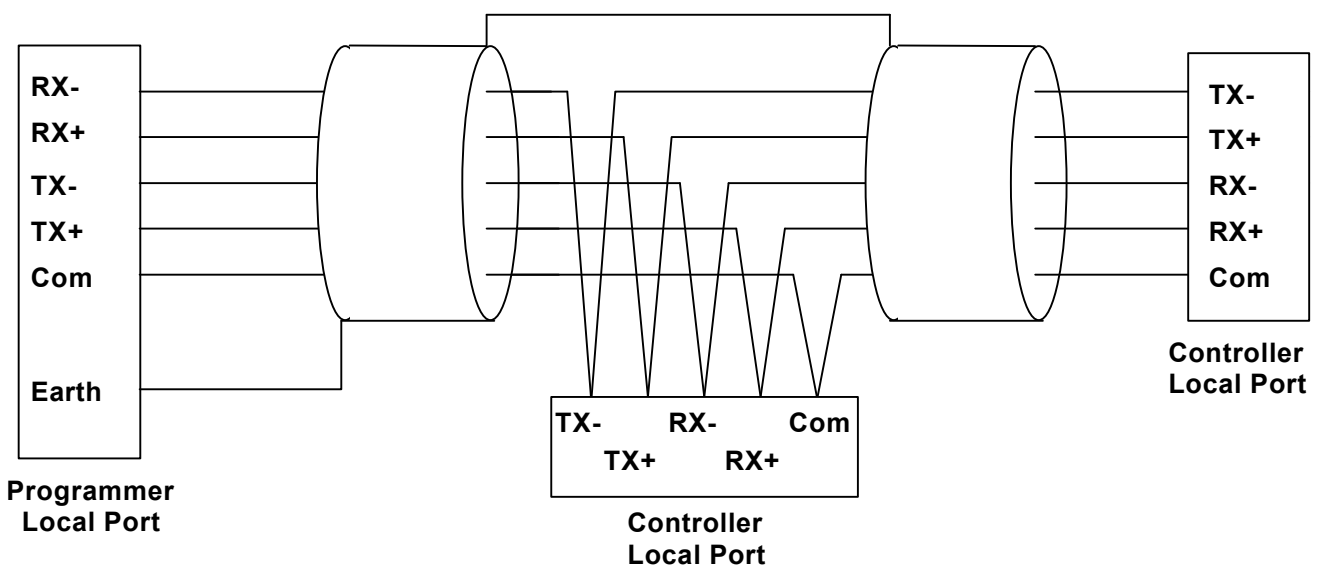 RX-
RX+
TX-
TX+
Com
Earth
Programmer
Local Port
TX-
TX+
RX-
RX+
Com
Controller
Local Port
TX-
TX+
RX-
RX+
Com
Controller
Local Port